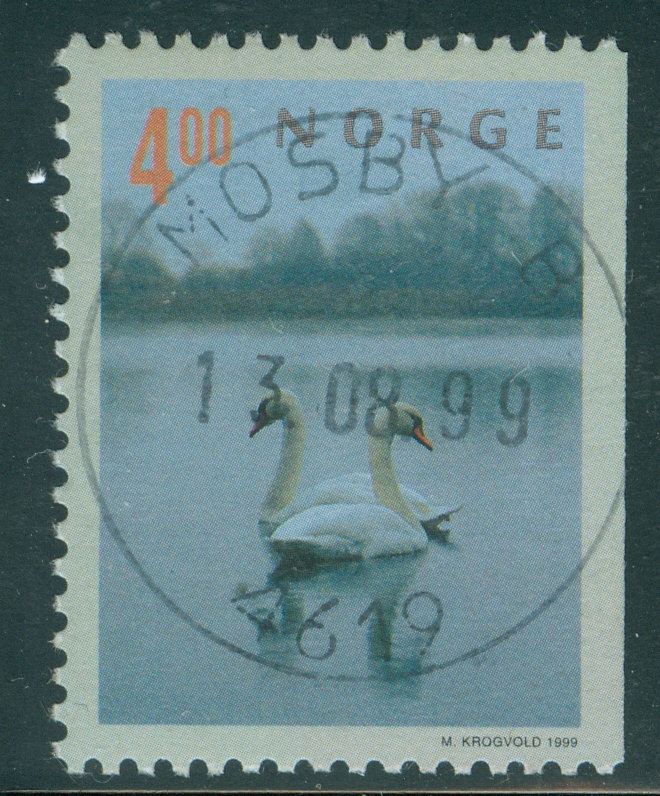 4.00 NORGE
MOSBY B
13 08 99
4619
M. KROGVOLD 1999